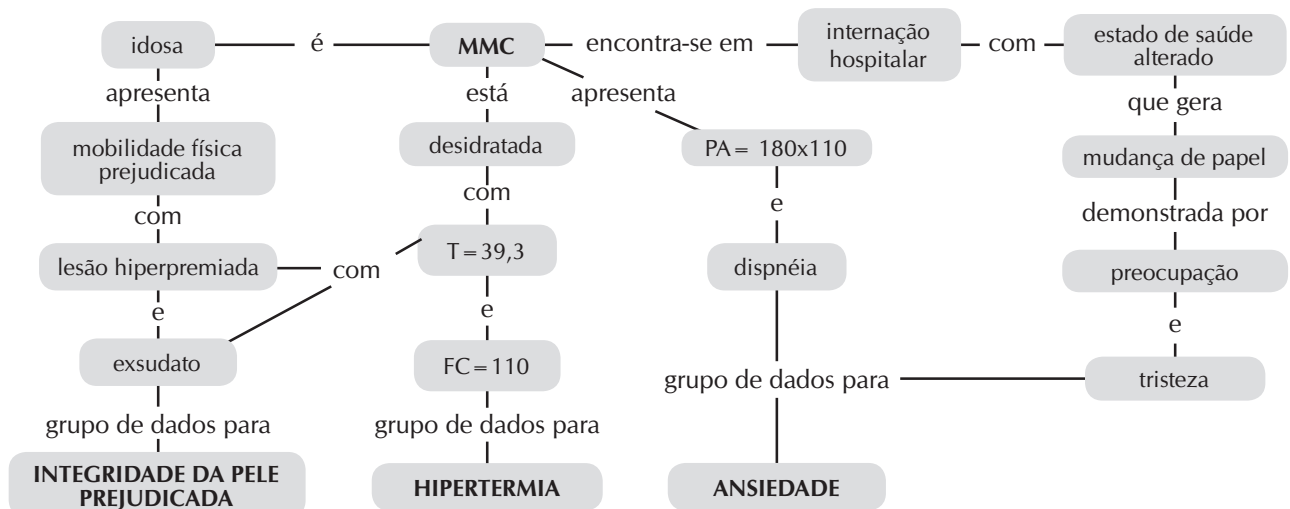 idosa
é
MMC
encontra-se em
internação
hospitalar
com
estado de saúde
alterado
apresenta
está
apresenta
que gera
mobilidade física
prejudicada
desidratada
PA= 180x110
mudança de papel
com
com
e
demonstrada por
lesão hiperpremiada
com
T=39,3
dispnéia
preocupação
e
e
e
exsudato
FC=110
grupo de dados para
tristeza
grupo de dados para
grupo de dados para
INTEGRIDADE DA PELE
PREJUDICADA
HIPERTERMIA
ANSIEDADE